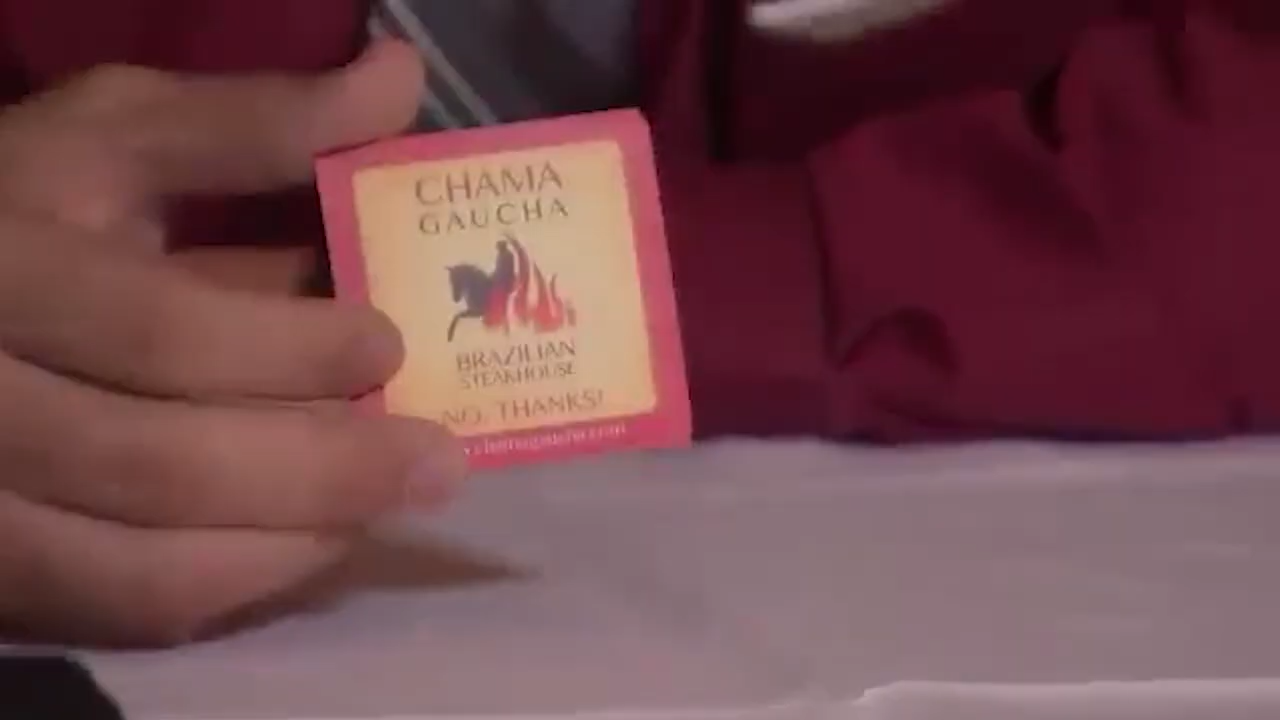 CHAMA
GAUCHA
BRAZILIAN
STEAKHOUSE
NO, THANKS!